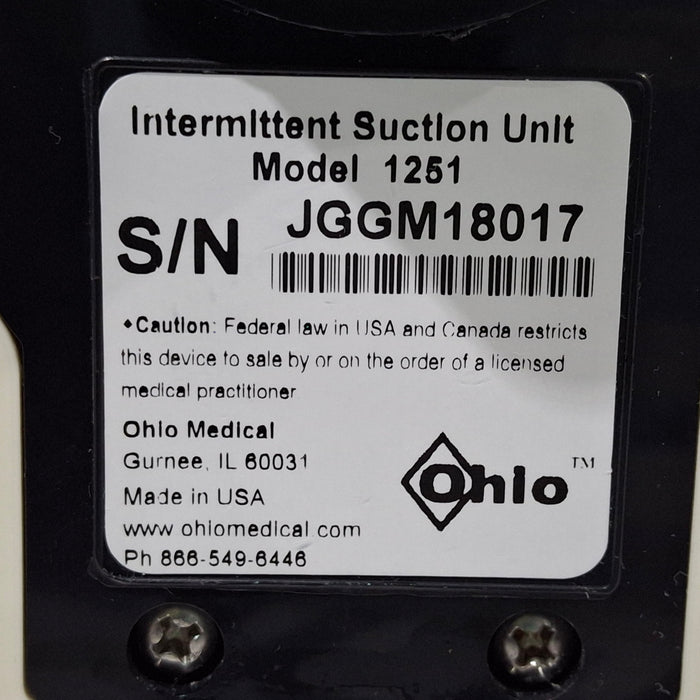 Intermittent Suction Unit
Model 1251
S/N JGGM18017
◆Caution: Federal law in USA and Canada restricts
this device to sale by or on the order of a licensed
medical practitioner
Ohio Medical
Gurnee, IL 60031
Made in USA
www ohiomedical.com
Ph 866-549-6446
Ohio TM